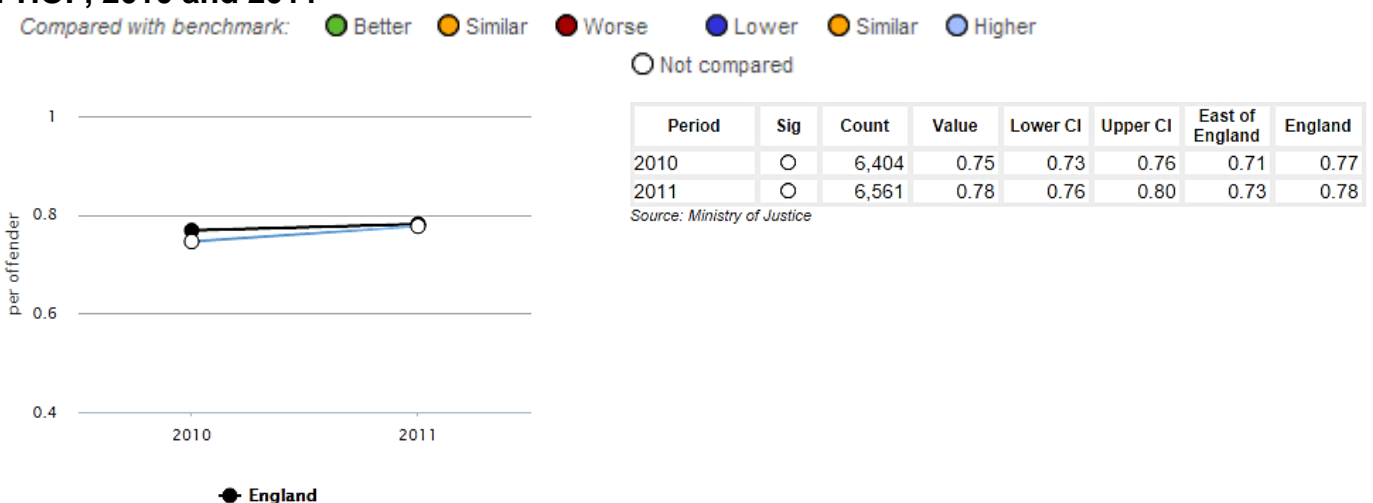 2010 and 2011
Compared with benchmark: Better Similar Worse Lower Similar Higher
Not compared
1
0.8
0.6
0.4
per offender
2010 2011
England
Period Sig Count Value Lower CI Upper CI East of England England
2010 6,404 0.75 0.73 0.76 0.71 0.77
2011 6,561 0.78 0.76 0.80 0.73 0.78
Source: Ministry of Justice